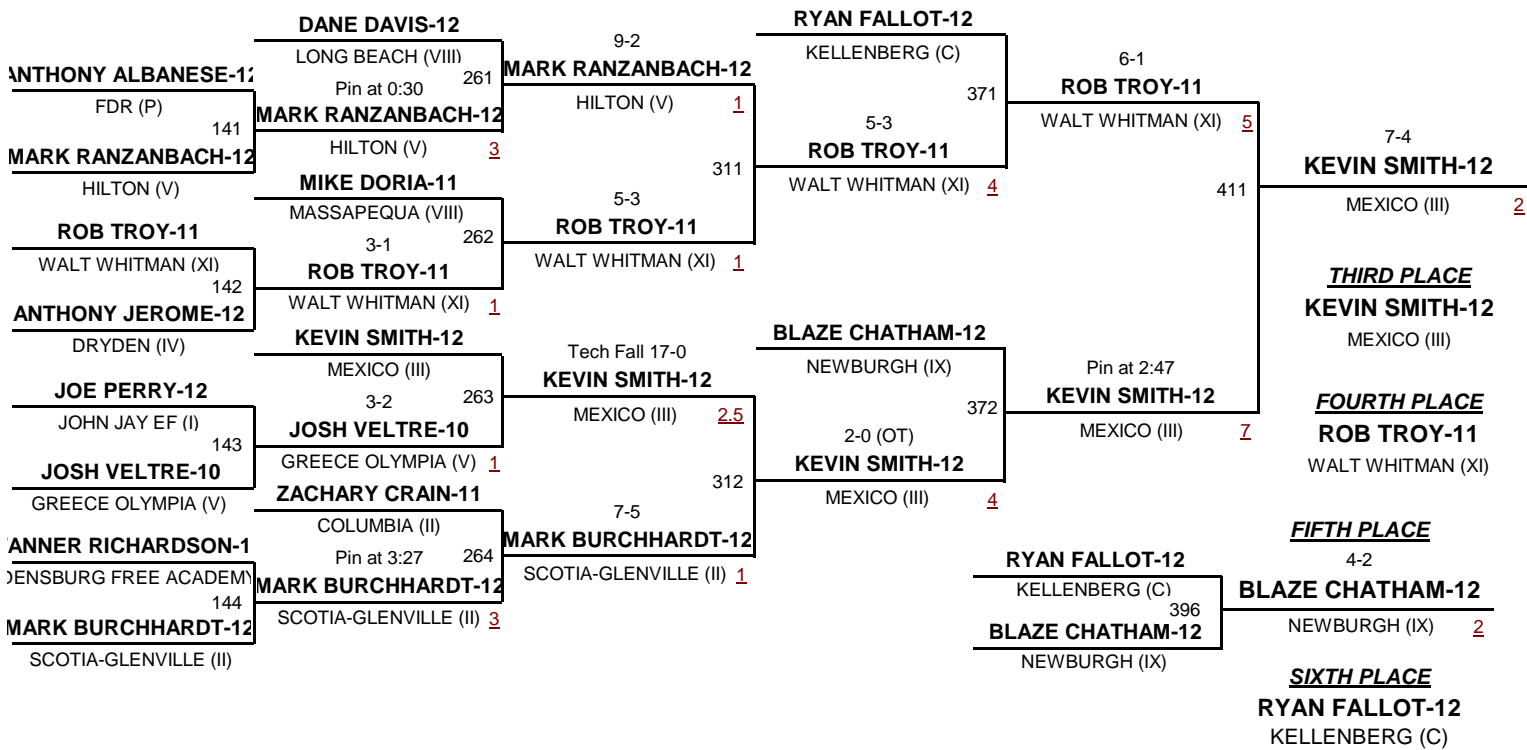 ANTHONY ALBANESE-12
FDR (P)
141
MARK RANZANBACH-12
HILTON (V)
ROB TROY-11
WALT WHITMAN (XI)
142
ANTHONY JEROME-12
DRYDEN (IV)
JOE PERRY-12
JOHN JAY EF (I)
143
JOSH VELTRE-10
GREECE OLYMPIA (V)
ANNER RICHARDSON-1
DENSBURG FREE ACADEMY
144
MARK BURCHHARDT-12
SCOTIA-GLENVILLE (II)
DANE DAVIS-12
LONG BEACH (VIII)
Pin at 0:30
261
MARK RANZANBACH-12
HILTON (V) 3
MIKE DORIA-11
MASSAPEQUA (VIII)
3-1
262
ROB TROY-11
WALT WHITMAN (XI) 1
KEVIN SMITH-12
MEXICO (III)
3-2
263
JOSH VELTRE-10
GREECE OLYMPIA (V) 1
ZACHARY CRAIN-11
COLUMBIA (II)
Pin at 3:27
264
MARK BURCHHARDT-12
SCOTIA-GLENVILLE (II) 3
9-2
MARK RANZANBACH-12
HILTON (V) 1
311
5-3
ROB TROY-11
WALT WHITMAN (XI) 1
Tech Fall 17-0
KEVIN SMITH-12
MEXICO (III) 2.5
312
7-5
MARK BURCHHARDT-12
SCOTIA-GLENVILLE (II) 1
RYAN FALLOT-12
KELLENBERG (C)
371
5-3
ROB TROY-11
WALT WHITMAN (XI) 4
BLAZE CHATHAM-12
NEWBURGH (IX)
372
2-0 (OT)
KEVIN SMITH-12
MEXICO (III) 4
6-1
ROB TROY-11
WALT WHITMAN (XI) 5
411
Pin at 2:47
KEVIN SMITH-12
MEXICO (III) 7
7-4
KEVIN SMITH-12
MEXICO (III) 2
THIRD PLACE
KEVIN SMITH-12
MEXICO (III)
FOURTH PLACE
ROB TROY-11
WALT WHITMAN (XI)
RYAN FALLOT-12
KELLENBERG (C)
396
BLAZE CHATHAM-12
NEWBURGH (IX)
FIFTH PLACE
4-2
BLAZE CHATHAM-12
NEWBURGH (IX) 2
SIXTH PLACE
RYAN FALLOT-12
KELLENBERG (C)